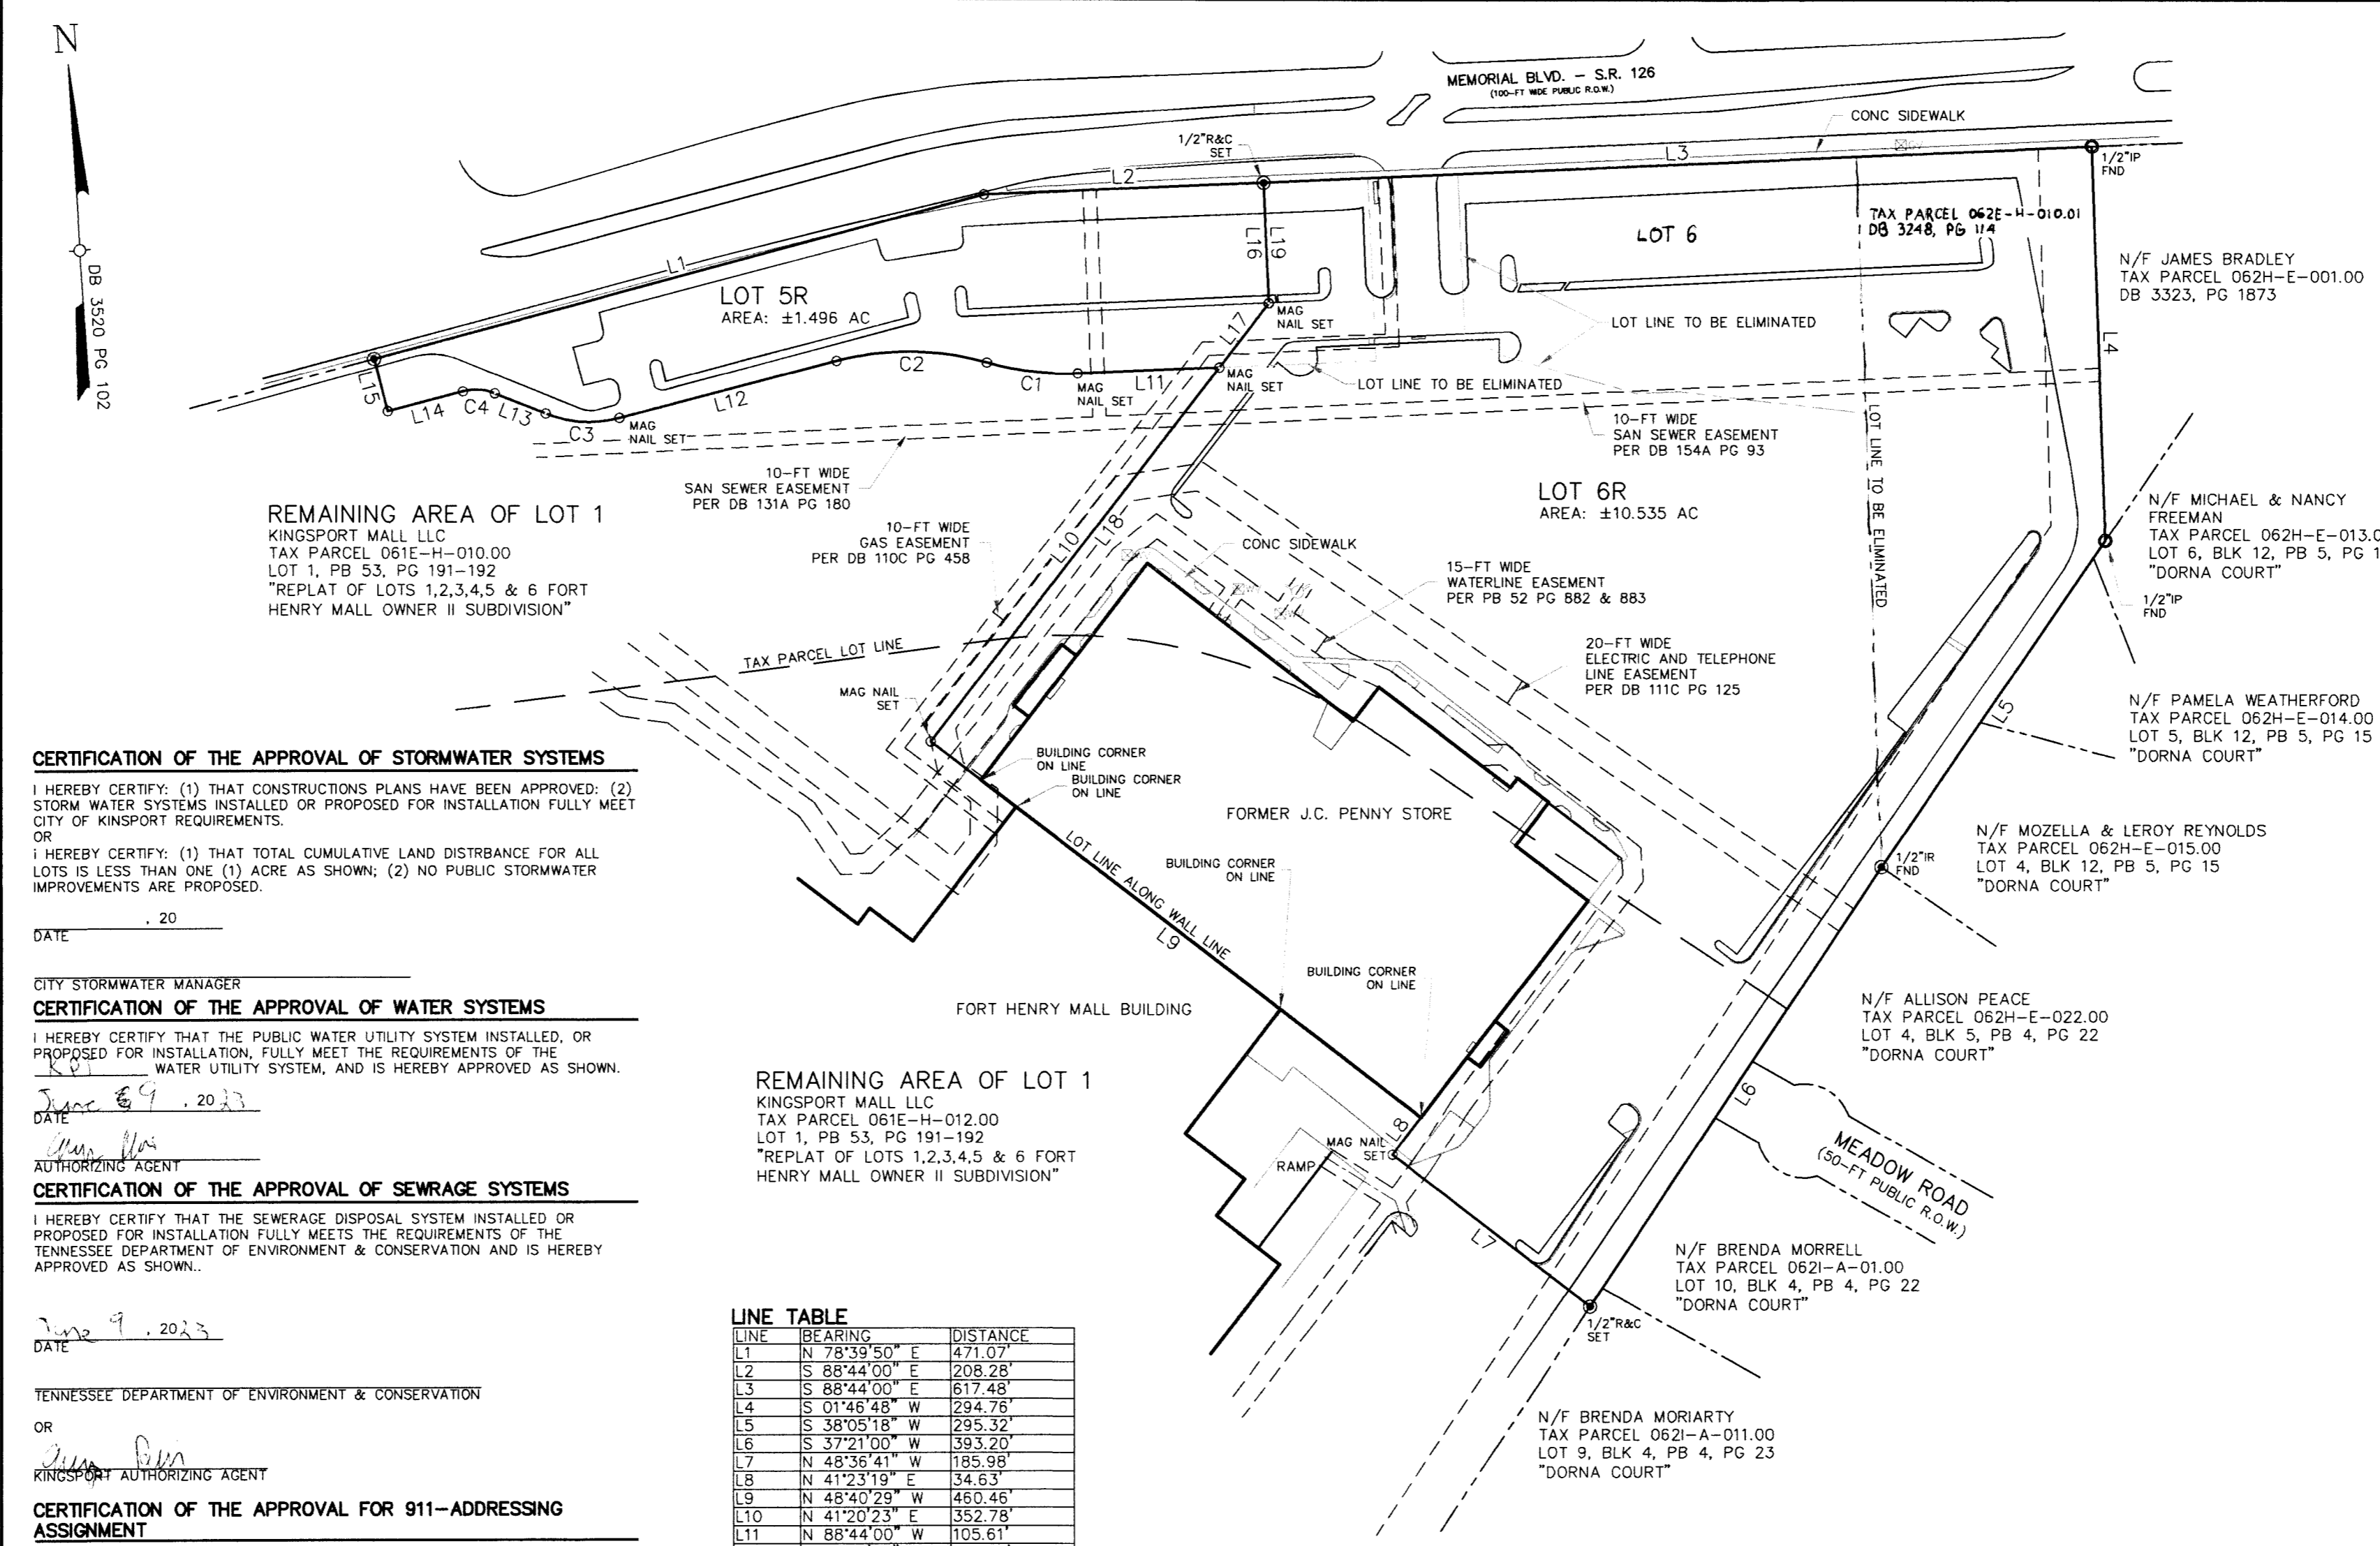 N
DB 3520 PG 102
MEMORIAL BLVD. – S.R. 126
(100–FT WIDE PUBLIC R.O.W.)
CONC SIDEWALK
1/2"R&C
SET
L2
L3
1/2"IP
FND
L1
L16
L19
LOT 6
TAX PARCEL 062E-H-010.01
DB 3248, PG 114
N/F JAMES BRADLEY
TAX PARCEL 062H–E–001.00
DB 3323, PG 1873
LOT 5R
AREA: ±1.496 AC
MAG
NAIL SET
L17
LOT LINE TO BE ELIMINATED
L4
L15
L14
C4
L13
C3
MAG
NAIL SET
L12
C2
C1
MAG
NAIL SET
L11
MAG
NAIL SET
LOT LINE TO BE ELIMINATED
10–FT WIDE
SAN SEWER EASEMENT
PER DB 154A PG 93
LOT LINE TO BE ELIMINATED
10–FT WIDE
SAN SEWER EASEMENT
PER DB 131A PG 180
LOT 6R
AREA: ±10.535 AC
N/F MICHAEL & NANCY
FREEMAN
TAX PARCEL 062H–E–013.0
LOT 6, BLK 12, PB 5, PG 1
"DORNA COURT"
1/2"IP
FND
REMAINING AREA OF LOT 1
KINGSPORT MALL LLC
TAX PARCEL 061E–H–010.00
LOT 1, PB 53, PG 191–192
"REPLAT OF LOTS 1,2,3,4,5 & 6 FORT
HENRY MALL OWNER II SUBDIVISION"
10–FT WIDE
GAS EASEMENT
PER DB 110C PG 458
L10
L18
CONC SIDEWALK
15–FT WIDE
WATERLINE EASEMENT
PER PB 52 PG 882 & 883
20–FT WIDE
ELECTRIC AND TELEPHONE
LINE EASEMENT
PER DB 111C PG 125
TAX PARCEL LOT LINE
MAG NAIL
SET
L5
N/F PAMELA WEATHERFORD
TAX PARCEL 062H–E–014.00
LOT 5, BLK 12, PB 5, PG 15
"DORNA COURT"
BUILDING CORNER
ON LINE
BUILDING CORNER
ON LINE
FORMER J.C. PENNY STORE
LOT LINE ALONG WALL LINE
L9
BUILDING CORNER
ON LINE
BUILDING CORNER
ON LINE
1/2"IR
FND
N/F MOZELLA & LEROY REYNOLDS
TAX PARCEL 062H–E–015.00
LOT 4, BLK 12, PB 5, PG 15
"DORNA COURT"
FORT HENRY MALL BUILDING
N/F ALLISON PEACE
TAX PARCEL 062H–E–022.00
LOT 4, BLK 5, PB 4, PG 22
"DORNA COURT"
L6
MEADOW ROAD
(50–FT PUBLIC R.O.W.)
REMAINING AREA OF LOT 1
KINGSPORT MALL LLC
TAX PARCEL 061E–H–012.00
LOT 1, PB 53, PG 191–192
"REPLAT OF LOTS 1,2,3,4,5 & 6 FORT
HENRY MALL OWNER II SUBDIVISION"
L8
MAG NAIL
SET
RAMP
L7
N/F BRENDA MORRELL
TAX PARCEL 062I–A–01.00
LOT 10, BLK 4, PB 4, PG 22
"DORNA COURT"
1/2"R&C
SET
N/F BRENDA MORIARTY
TAX PARCEL 062I–A–011.00
LOT 9, BLK 4, PB 4, PG 23
"DORNA COURT"
CERTIFICATION OF THE APPROVAL OF STORMWATER SYSTEMS
I HEREBY CERTIFY: (1) THAT CONSTRUCTIONS PLANS HAVE BEEN APPROVED: (2)
STORM WATER SYSTEMS INSTALLED OR PROPOSED FOR INSTALLATION FULLY MEET
CITY OF KINSPORT REQUIREMENTS.
OR
I HEREBY CERTIFY: (1) THAT TOTAL CUMULATIVE LAND DISTRBANCE FOR ALL
LOTS IS LESS THAN ONE (1) ACRE AS SHOWN; (2) NO PUBLIC STORMWATER
IMPROVEMENTS ARE PROPOSED.
, 20
DATE
CITY STORMWATER MANAGER
CERTIFICATION OF THE APPROVAL OF WATER SYSTEMS
I HEREBY CERTIFY THAT THE PUBLIC WATER UTILITY SYSTEM INSTALLED, OR
PROPOSED FOR INSTALLATION, FULLY MEET THE REQUIREMENTS OF THE
WATER UTILITY SYSTEM, AND IS HEREBY APPROVED AS SHOWN.
June 9 , 2023
DATE
AUTHORIZING AGENT
CERTIFICATION OF THE APPROVAL OF SEWRAGE SYSTEMS
I HEREBY CERTIFY THAT THE SEWERAGE DISPOSAL SYSTEM INSTALLED OR
PROPOSED FOR INSTALLATION FULLY MEETS THE REQUIREMENTS OF THE
TENNESSEE DEPARTMENT OF ENVIRONMENT & CONSERVATION AND IS HEREBY
APPROVED AS SHOWN..
June 9 , 2023
DATE
TENNESSEE DEPARTMENT OF ENVIRONMENT & CONSERVATION
OR
KINGSPORT AUTHORIZING AGENT
CERTIFICATION OF THE APPROVAL FOR 911–ADDRESSING
ASSIGNMENT
LINE TABLE
LINE BEARING DISTANCE
L1 N 78°39'50" E 471.07'
L2 S 88°44'00" E 208.28'
L3 S 88°44'00" E 617.48'
L4 S 01°46'48" W 294.76'
L5 S 38°05'18" W 295.32'
L6 S 37°21'00" W 393.20'
L7 N 48°36'41" W 185.98'
L8 N 41°23'19" E 34.63'
L9 N 48°40'29" W 460.46'
L10 N 41°20'23" E 352.78'
L11 N 88°44'00" W 105.61'